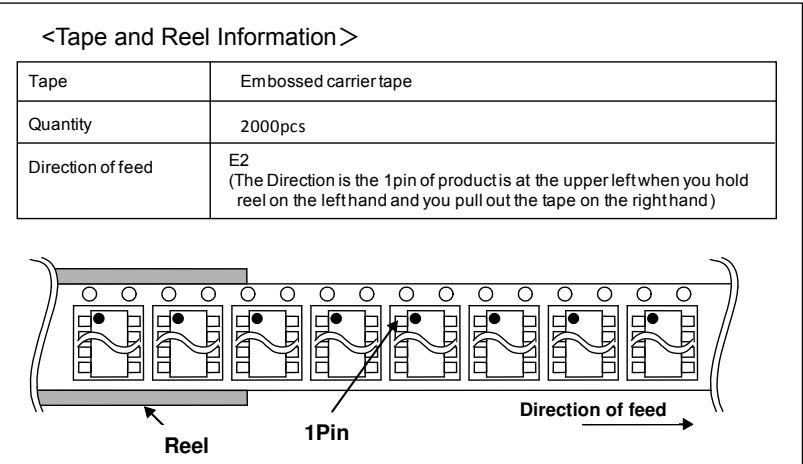 <Tape and Reel Information＞
Tape
Embossed carrier tape
Quantity
2000pcs
Direction of feed
E2
(The Direction is the 1pin of product is at the upper left when you hold
reel on the left hand and you pull out the tape on the right hand)
Direction of feed
1Pin
Reel